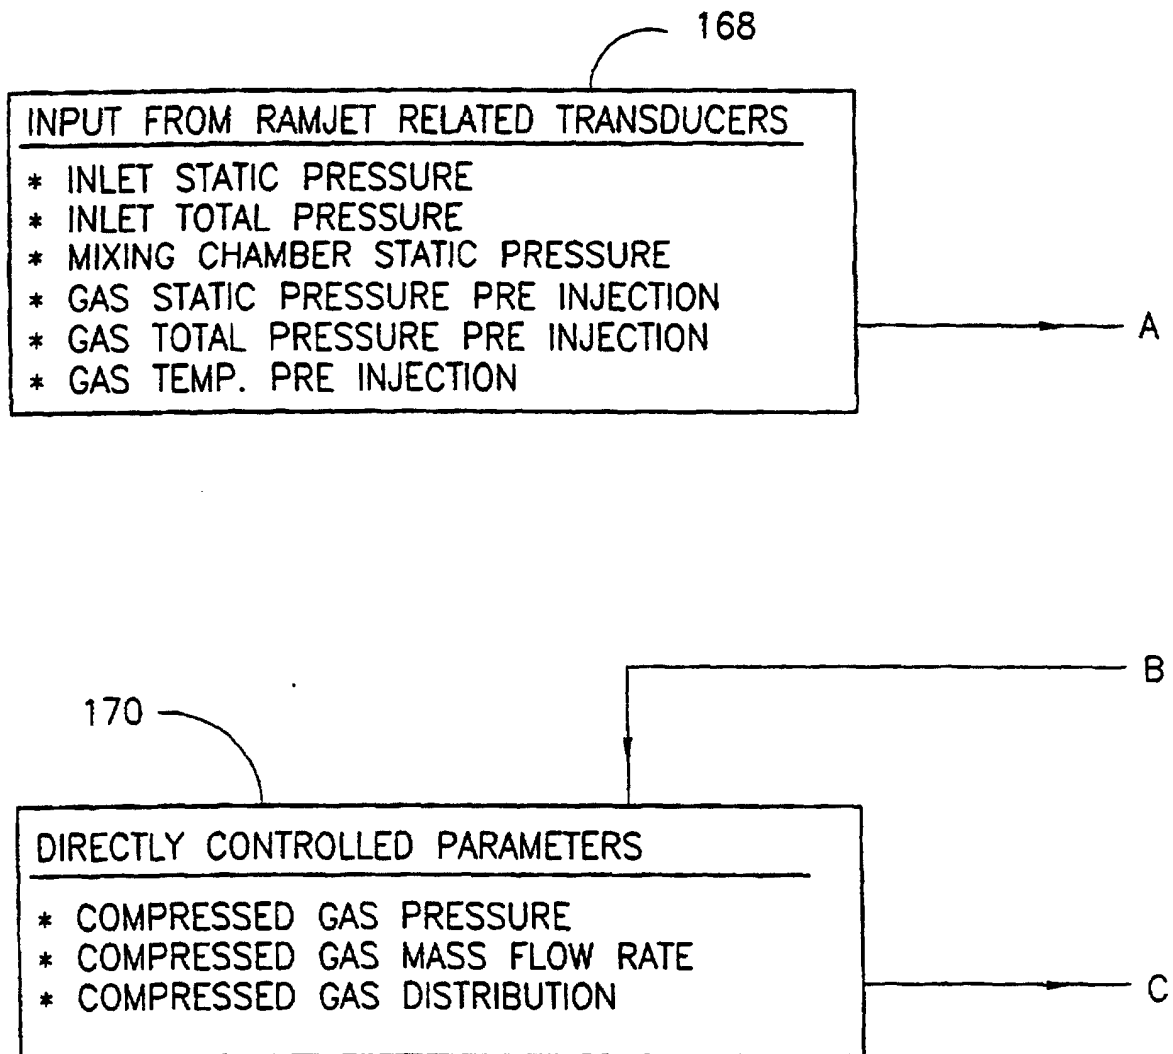 168
INPUT FROM RAMJET RELATED TRANSDUCERS
* INLET STATIC PRESSURE
* INLET TOTAL PRESSURE
* MIXING CHAMBER STATIC PRESSURE
* GAS STATIC PRESSURE PRE INJECTION
* GAS TOTAL PRESSURE PRE INJECTION
* GAS TEMP. PRE INJECTION
A
B
170
DIRECTLY CONTROLLED PARAMETERS
* COMPRESSED GAS PRESSURE
* COMPRESSED GAS MASS FLOW RATE
* COMPRESSED GAS DISTRIBUTION
C